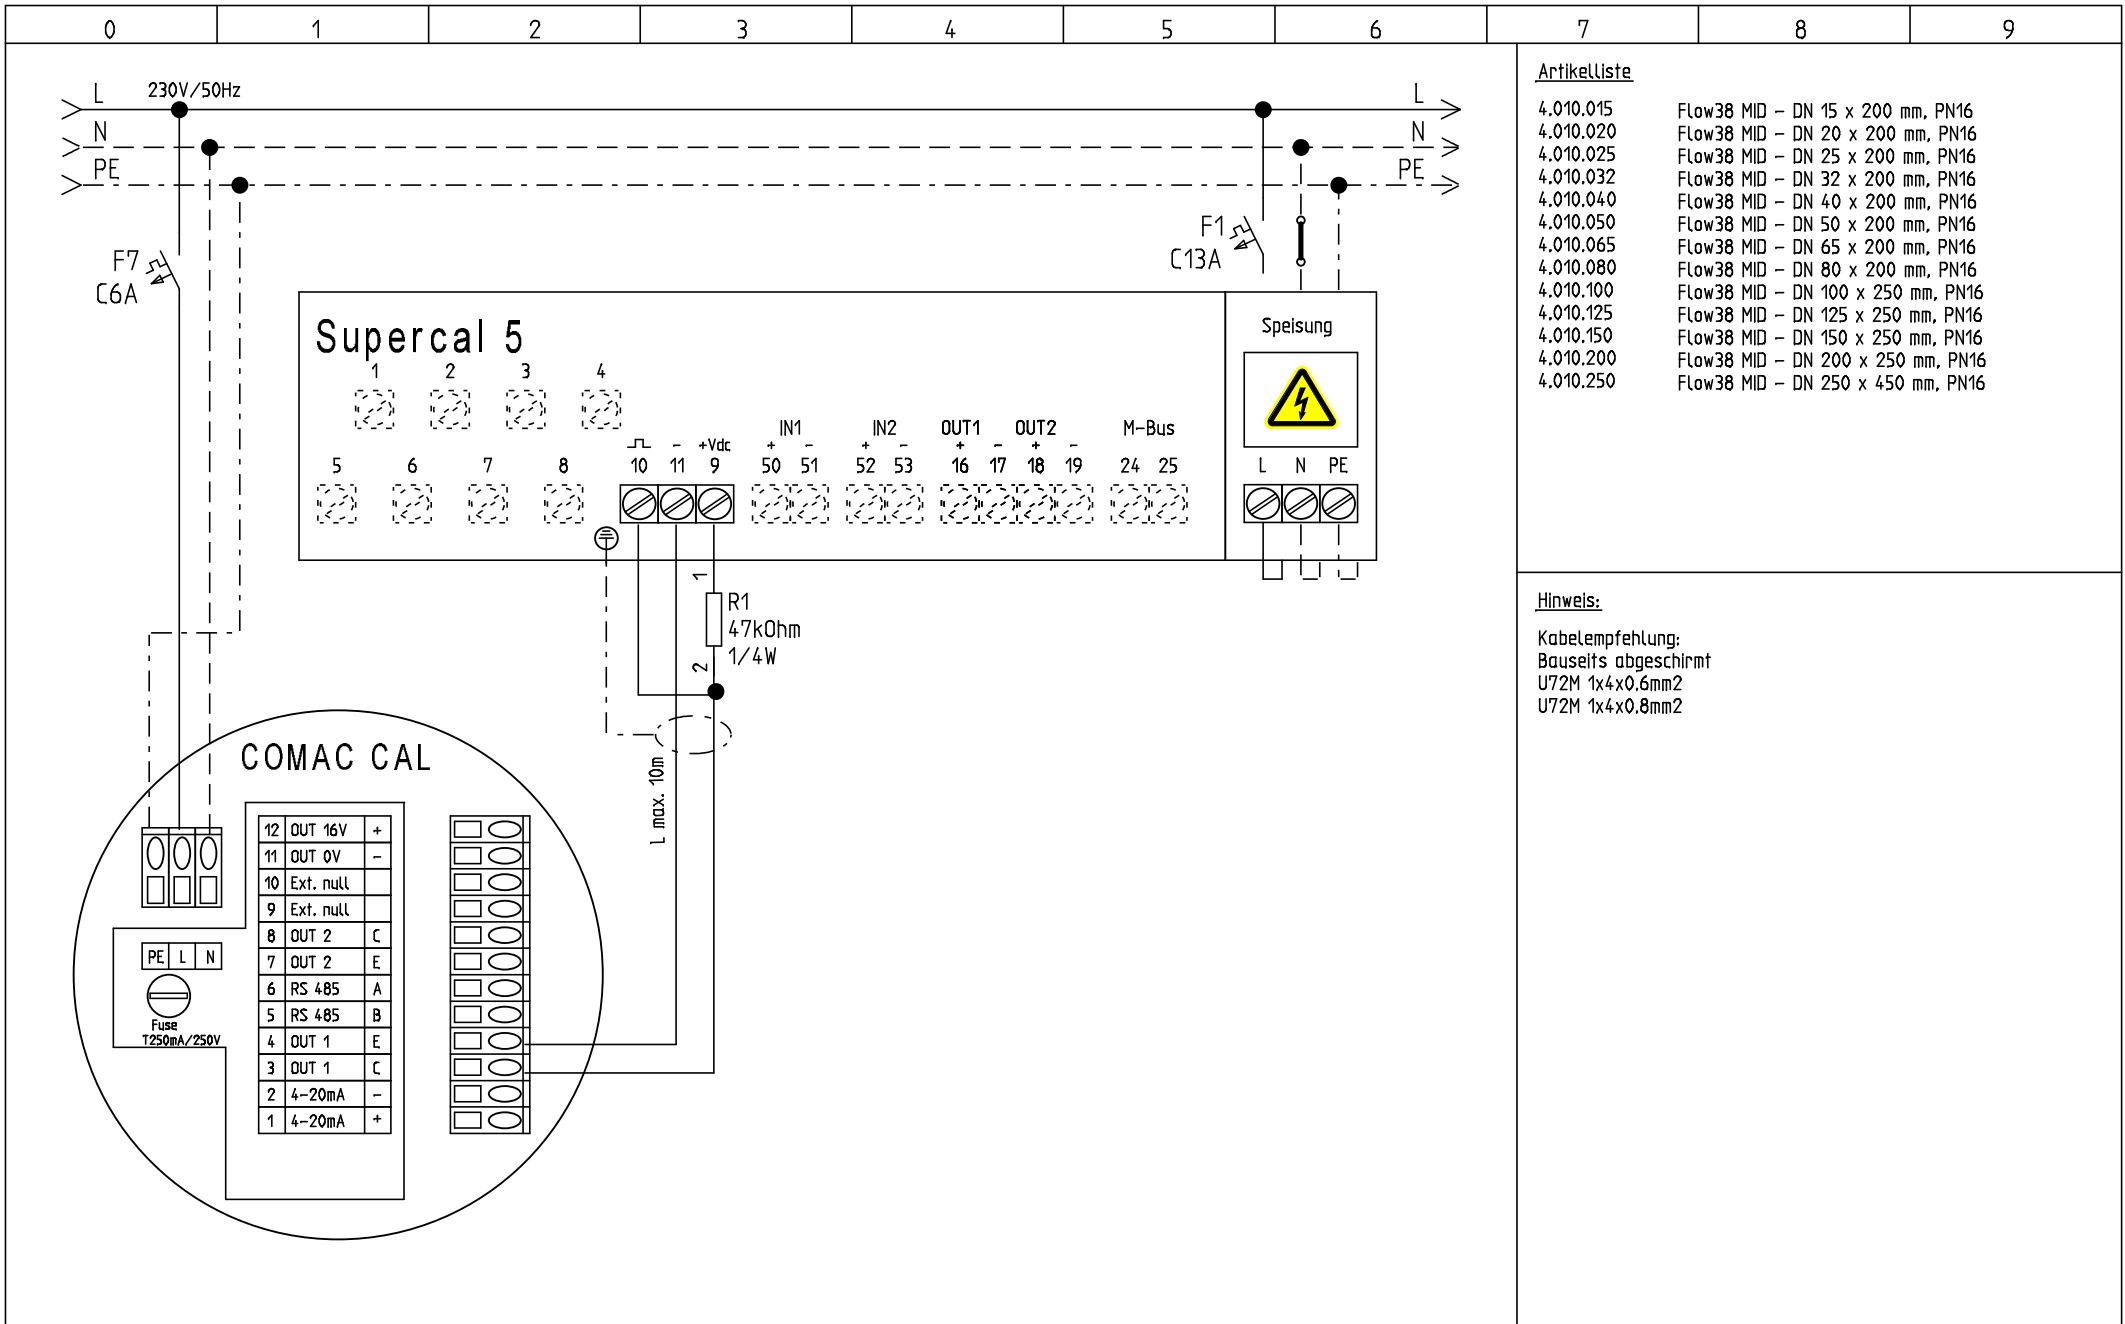 0 1 2 3 4 5 6 7 8 9
L 230V/50Hz L
N N
PE PE
F7
C6A
F1
C13A
Supercal 5
1 2 3 4
IN1 IN2 OUT1 OUT2 M-Bus
- +Vdc + - + - + - + -
5 6 7 8 10 11 9 50 51 52 53 16 17 18 19 24 25
Speisung
L N PE
1
R1
47kOhm
1/4W
2
L max. 10m
COMAC CAL
12 OUT 16V +
11 OUT 0V -
10 Ext. null
9 Ext. null
8 OUT 2 C
7 OUT 2 E
6 RS 485 A
5 RS 485 B
4 OUT 1 E
3 OUT 1 C
2 4-20mA -
1 4-20mA +
PE L N
Fuse
T250mA/250V
Artikelliste
4.010.015 Flow38 MID - DN 15 x 200 mm, PN16
4.010.020 Flow38 MID - DN 20 x 200 mm, PN16
4.010.025 Flow38 MID - DN 25 x 200 mm, PN16
4.010.032 Flow38 MID - DN 32 x 200 mm, PN16
4.010.040 Flow38 MID - DN 40 x 200 mm, PN16
4.010.050 Flow38 MID - DN 50 x 200 mm, PN16
4.010.065 Flow38 MID - DN 65 x 200 mm, PN16
4.010.080 Flow38 MID - DN 80 x 200 mm, PN16
4.010.100 Flow38 MID - DN 100 x 250 mm, PN16
4.010.125 Flow38 MID - DN 125 x 250 mm, PN16
4.010.150 Flow38 MID - DN 150 x 250 mm, PN16
4.010.200 Flow38 MID - DN 200 x 250 mm, PN16
4.010.250 Flow38 MID - DN 250 x 450 mm, PN16
Hinweis:
Kabelempfehlung:
Bauseits abgeschirmt
U72M 1x4x0.6mm2
U72M 1x4x0.8mm2